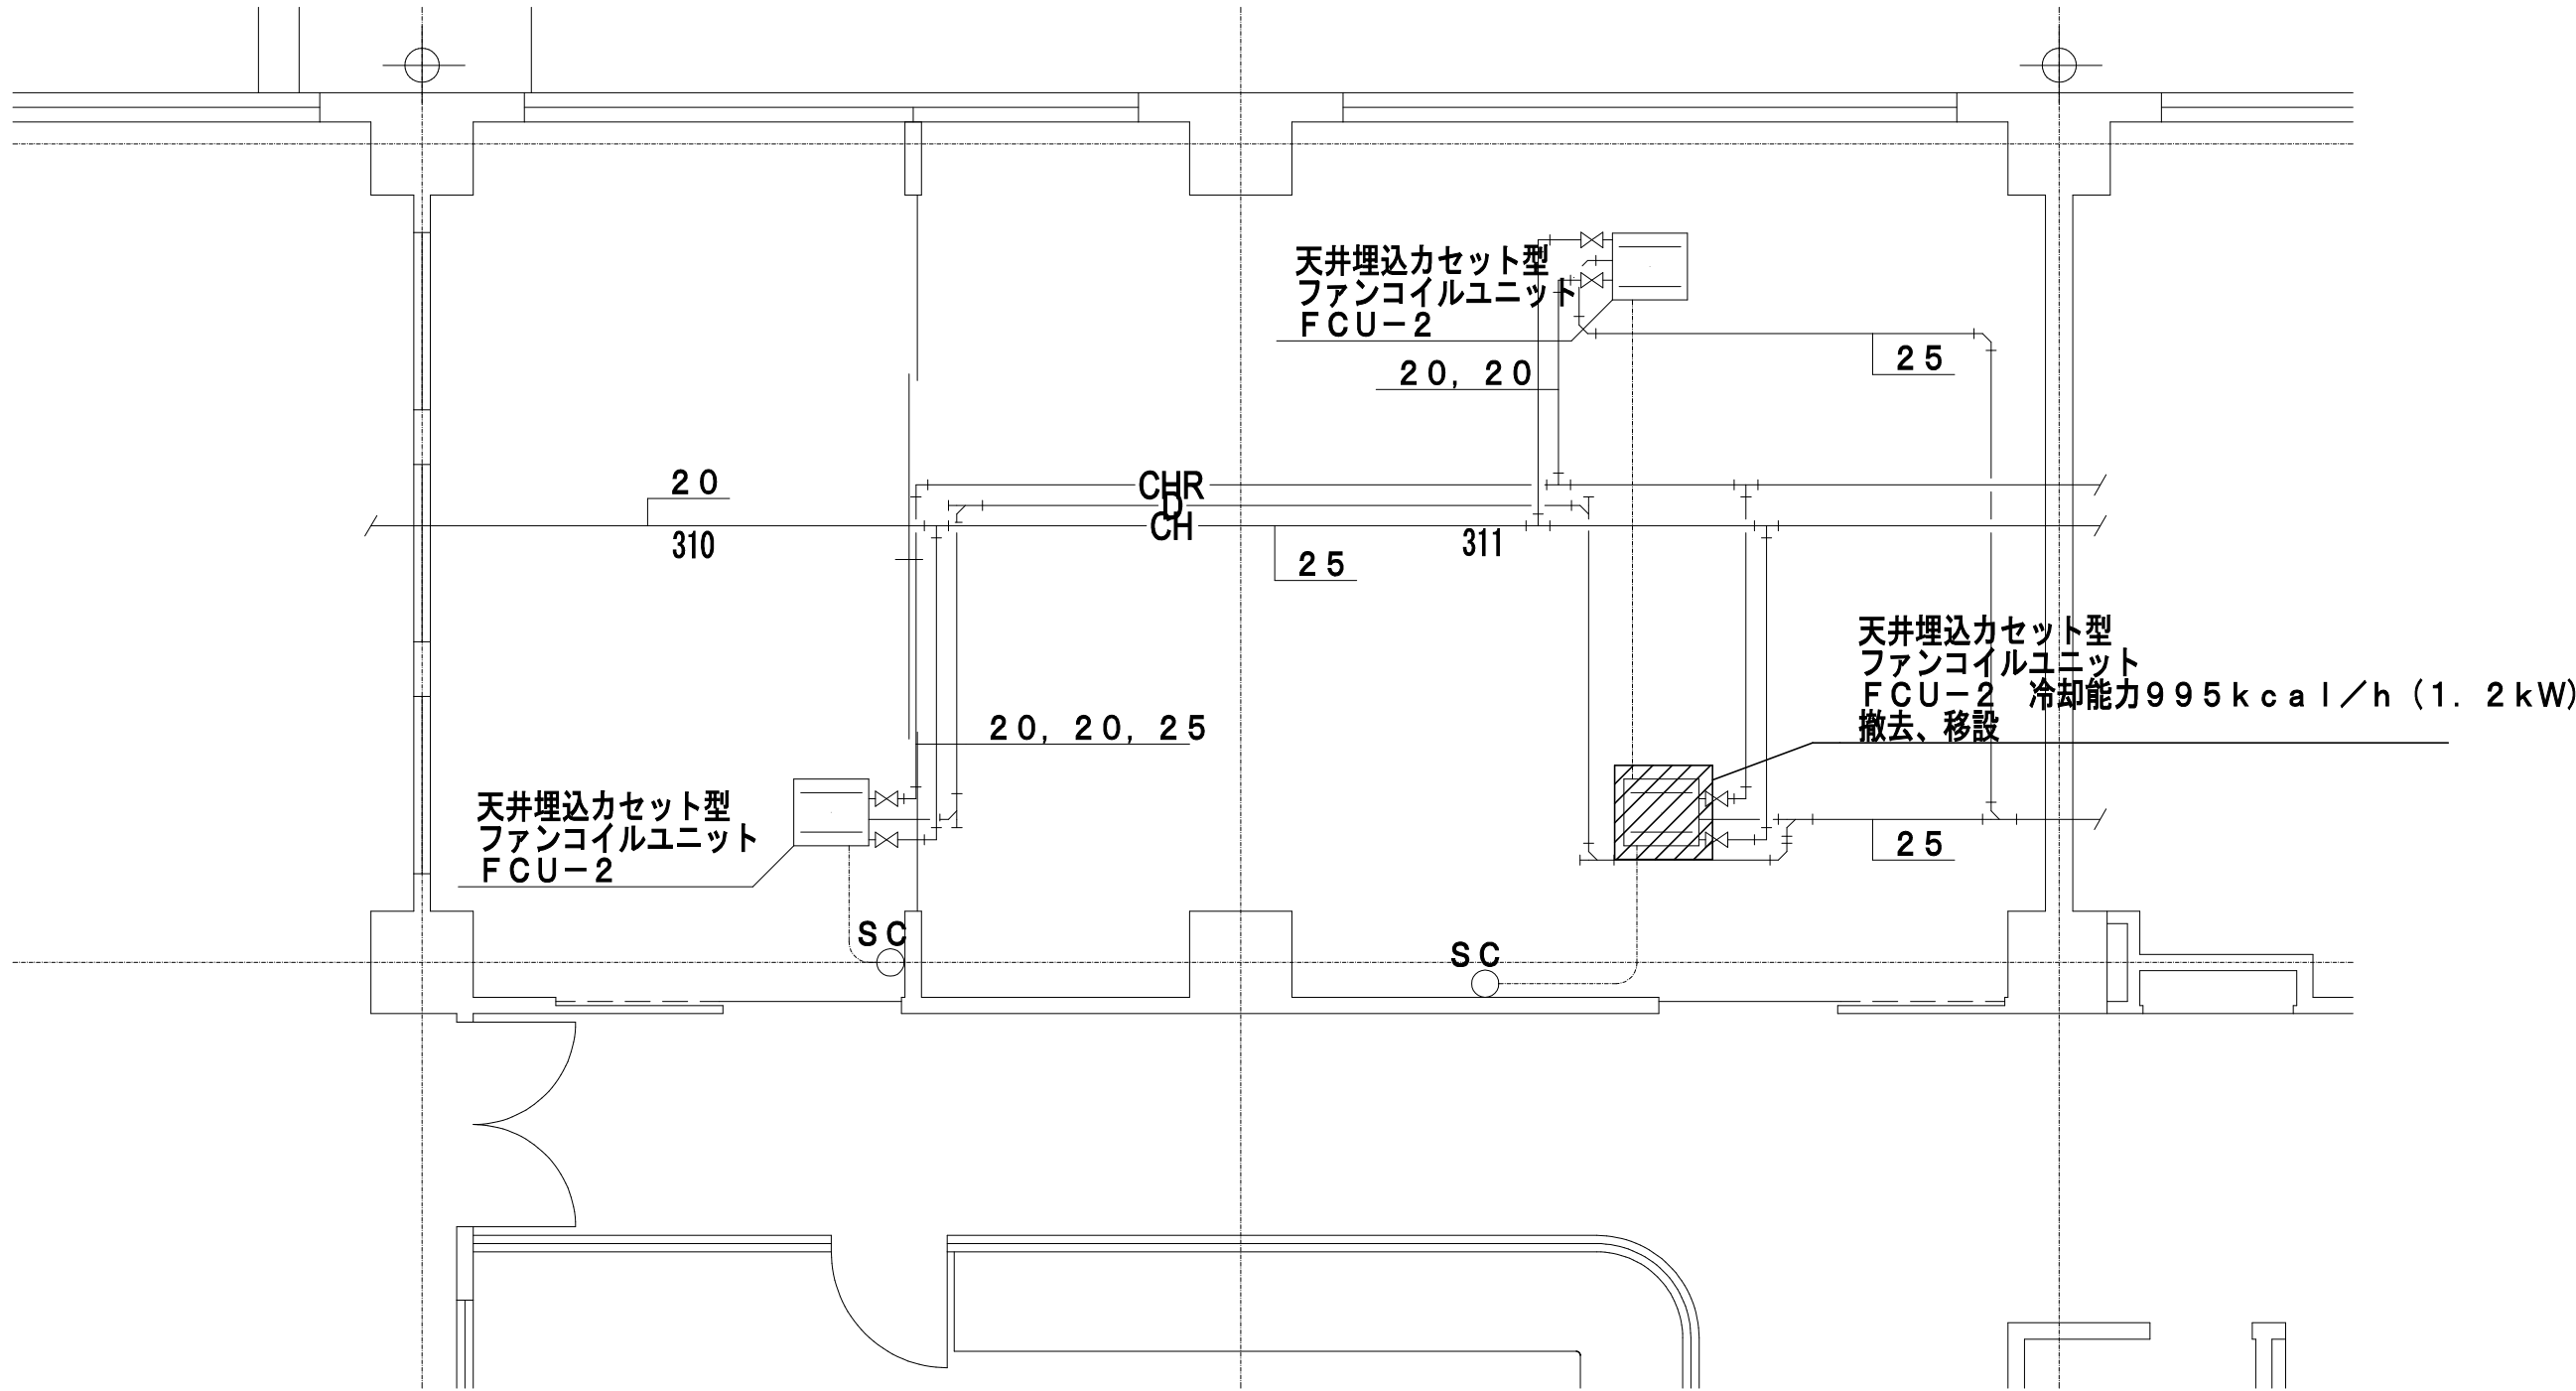 天井埋込カセット型
ファンコイルユニット
ＦＣＵ－２
２５
２０，２０
２０
CHR
D
CH
310
311
２５
天井埋込カセット型
ファンコイルユニット
ＦＣＵ－２　冷却能力９９５ｋｃａｌ／ｈ（１．２ｋＷ）
撤去、移設
２０，２０，２５
天井埋込カセット型
ファンコイルユニット
ＦＣＵ－２
２５
ＳＣ
ＳＣ